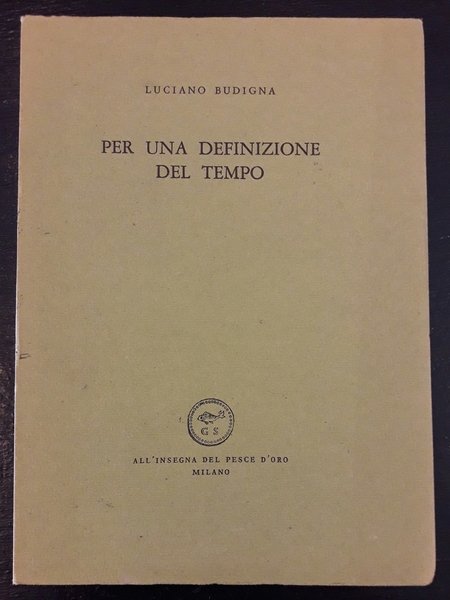 LUCIANO BUDIGNA
PER UNA DEFINIZIONE
DEL TEMPO
G S
ALL'INSEGNA DEL PESCE D'ORO
MILANO